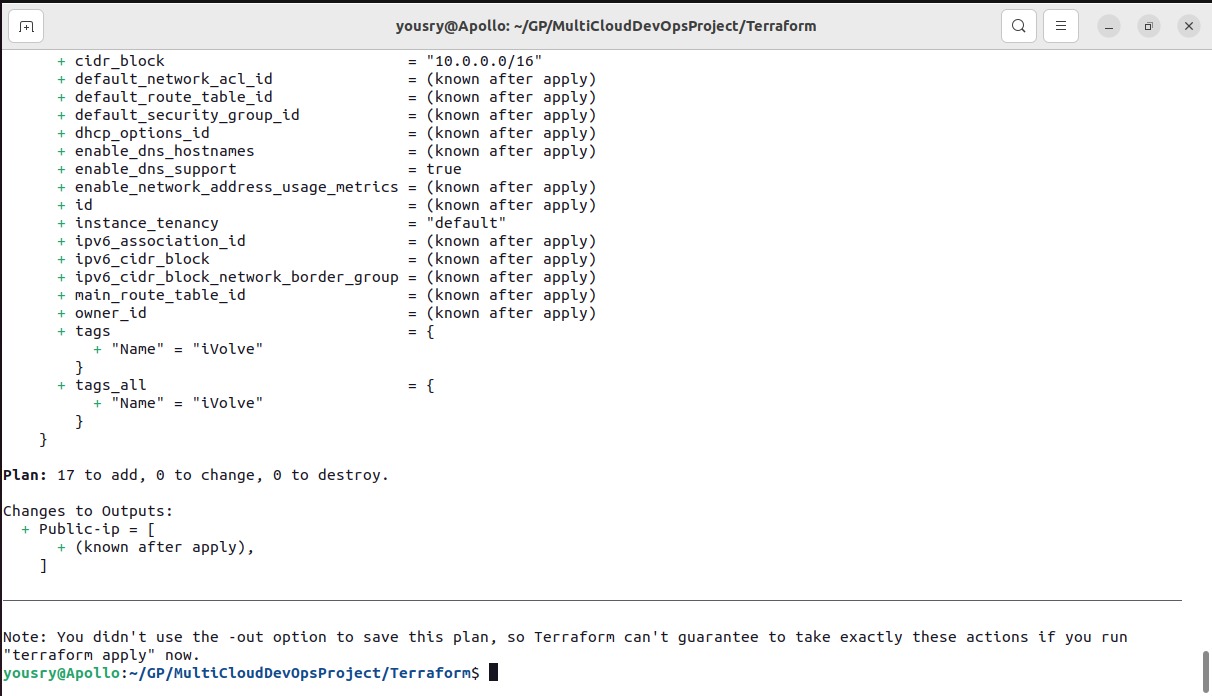 yousry@Apollo: ~/GP/MultiCloudDevOpsProject/Terraform
      + cidr_block                           = "10.0.0.0/16"
      + default_network_acl_id               = (known after apply)
      + default_route_table_id               = (known after apply)
      + default_security_group_id            = (known after apply)
      + dhcp_options_id                      = (known after apply)
      + enable_dns_hostnames                 = (known after apply)
      + enable_dns_support                   = true
      + enable_network_address_usage_metrics = (known after apply)
      + id                                   = (known after apply)
      + instance_tenancy                     = "default"
      + ipv6_association_id                  = (known after apply)
      + ipv6_cidr_block                      = (known after apply)
      + ipv6_cidr_block_network_border_group = (known after apply)
      + main_route_table_id                  = (known after apply)
      + owner_id                             = (known after apply)
      + tags                                 = {
          + "Name" = "iVolve"
        }
      + tags_all                             = {
          + "Name" = "iVolve"
        }
    }
Plan: 17 to add, 0 to change, 0 to destroy.
Changes to Outputs:
  + Public-ip = [
      + (known after apply),
    ]
Note: You didn't use the -out option to save this plan, so Terraform can't guarantee to take exactly these actions if you run
"terraform apply" now.
yousry@Apollo:~/GP/MultiCloudDevOpsProject/Terraform$